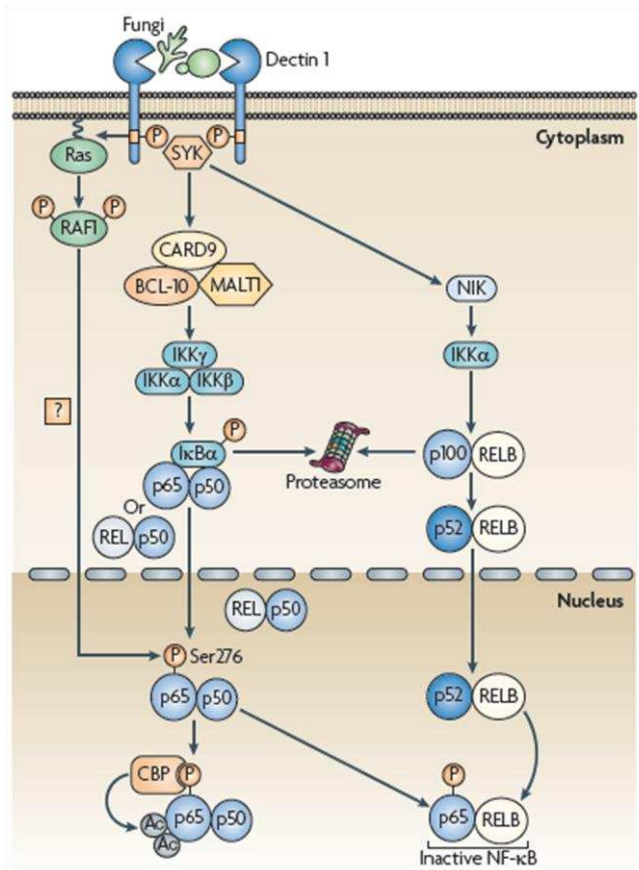 Fungi
Dectin 1
Cytoplasm
P
P
SYK
Ras
P
P
RAF1
CARD9
BCL-10
MALT1
NIK
IKKγ
IKKα
IKKβ
IKKα
?
P
IκBα
p65
p50
Proteasome
p100
RELB
Or
REL
p50
p52
RELB
Nucleus
REL
p50
P
Ser276
p65
p50
p52
RELB
CBP
P
P
Ac
Ac
p65
p50
p65
RELB
Inactive NF-κB